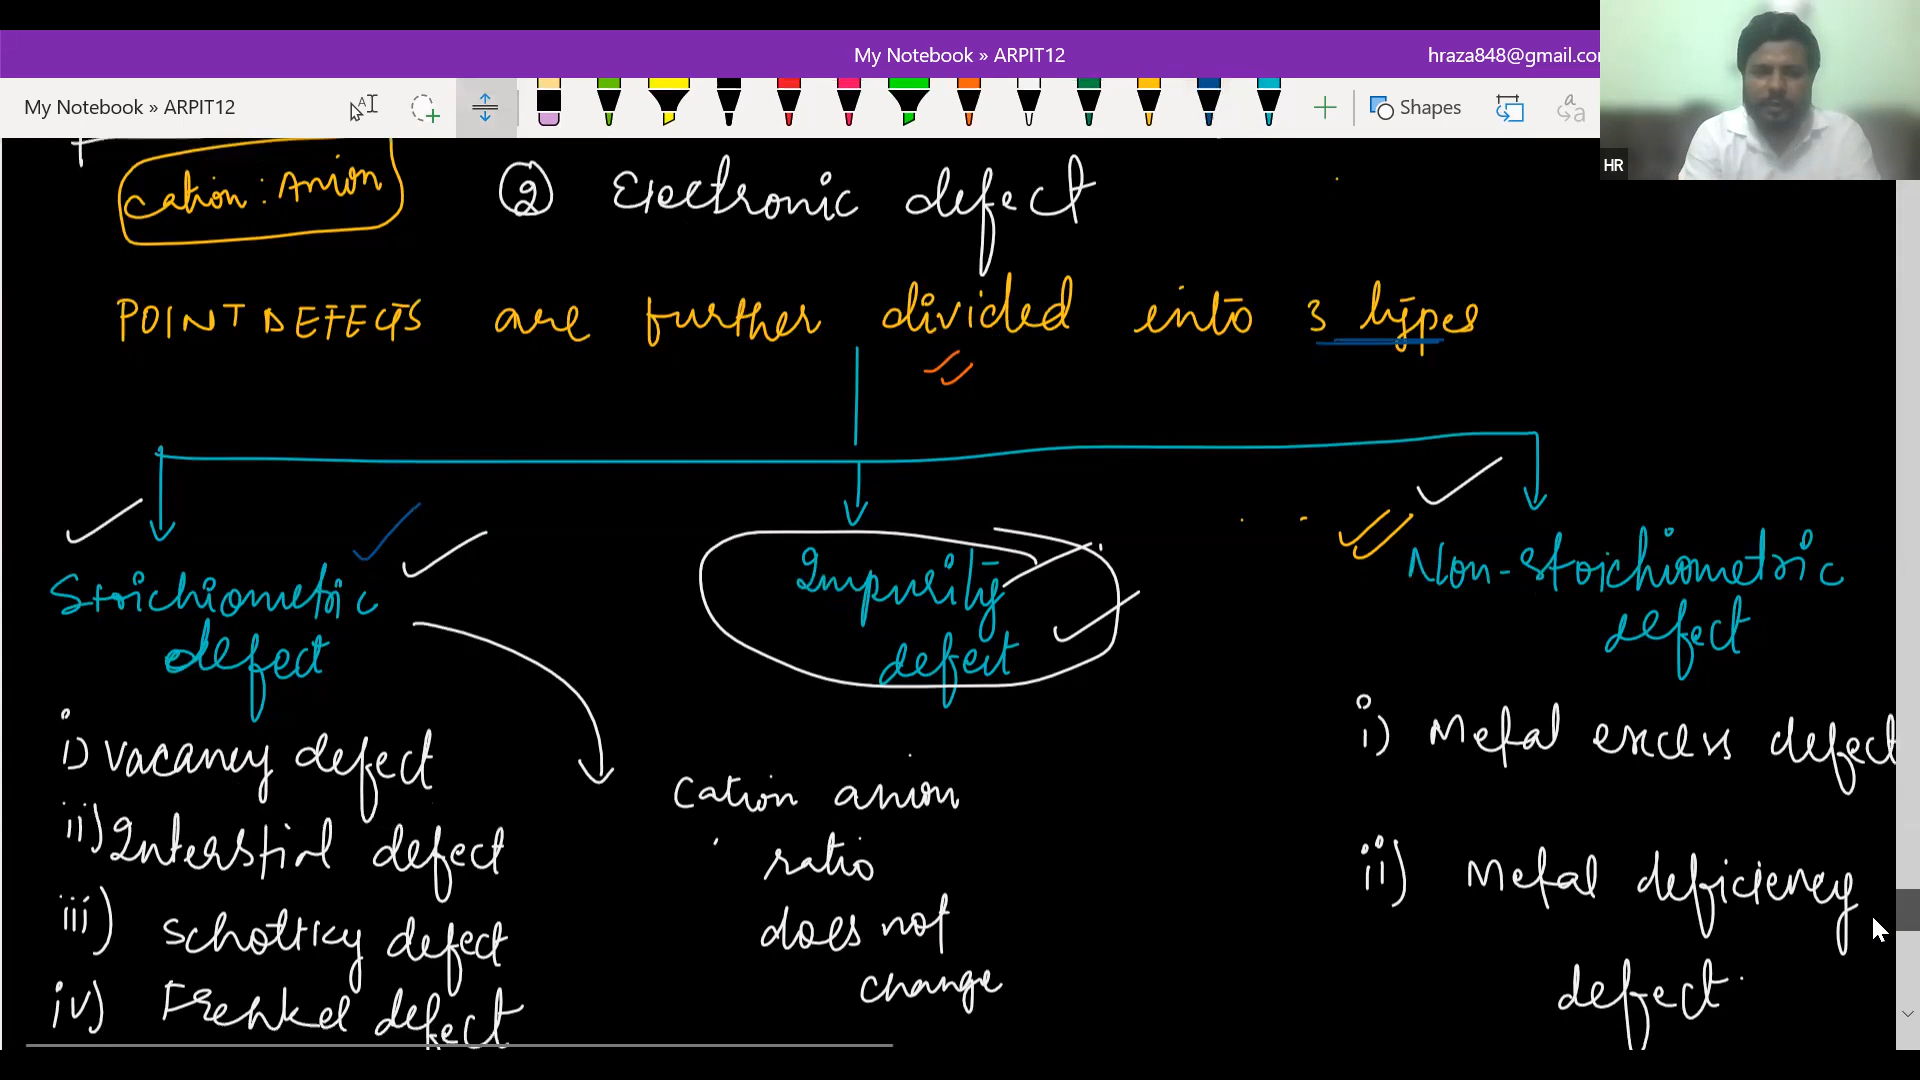 My Notebook » ARPIT12
hraza848@gmail.co
My Notebook » ARPIT12
Shapes
HR
Cation : Anion
② Electronic defect
POINT DEFECTS are further divided into 3 types
Stoichiometric
defect
Impurity
defect
Non-stoichiometric
defect
i) Vacancy defect
ii) Interstial defect
iii) Schottky defect
iv) Frenkel defect
Cation anion
ratio
does not
change
i) Metal excess defect
ii) Metal deficiency
defect